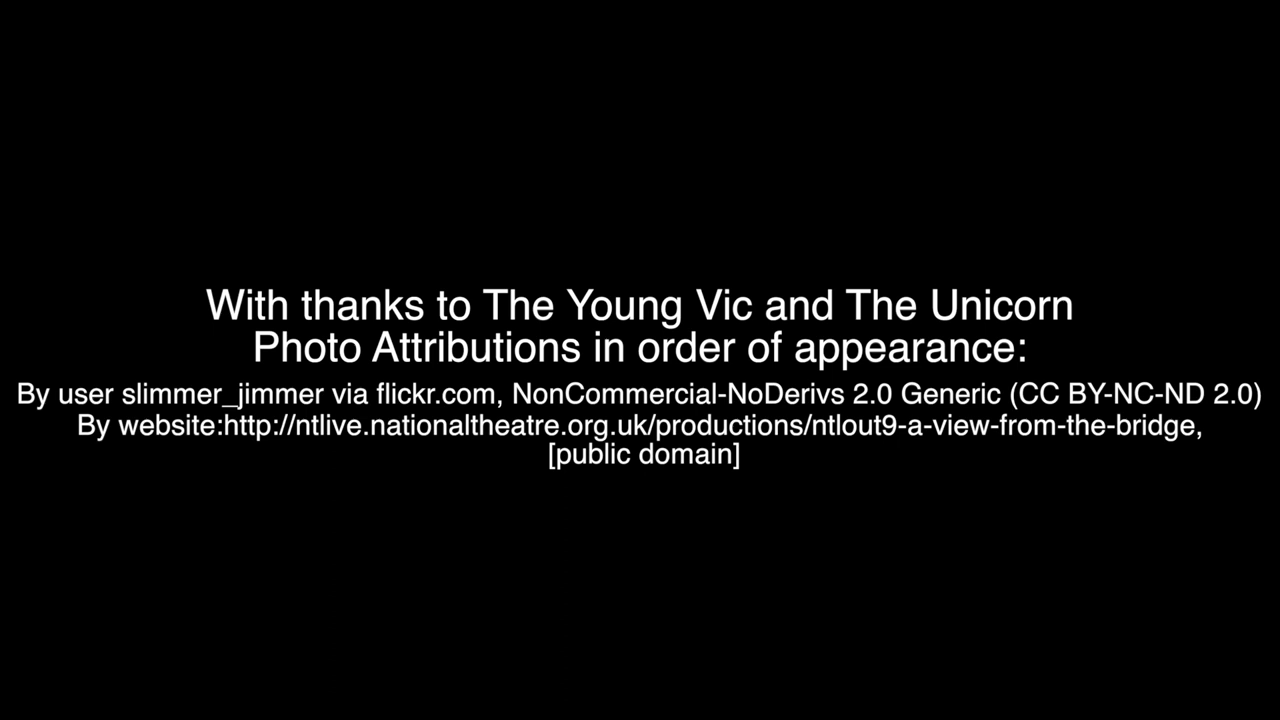 With thanks to The Young Vic and The Unicorn
Photo Attributions in order of appearance:
By user slimmer_jimmer via flickr.com, NonCommercial-NoDerivs 2.0 Generic (CC BY-NC-ND 2.0)
By website:http://ntlive.nationaltheatre.org.uk/productions/ntlout9-a-view-from-the-bridge,
[public domain]